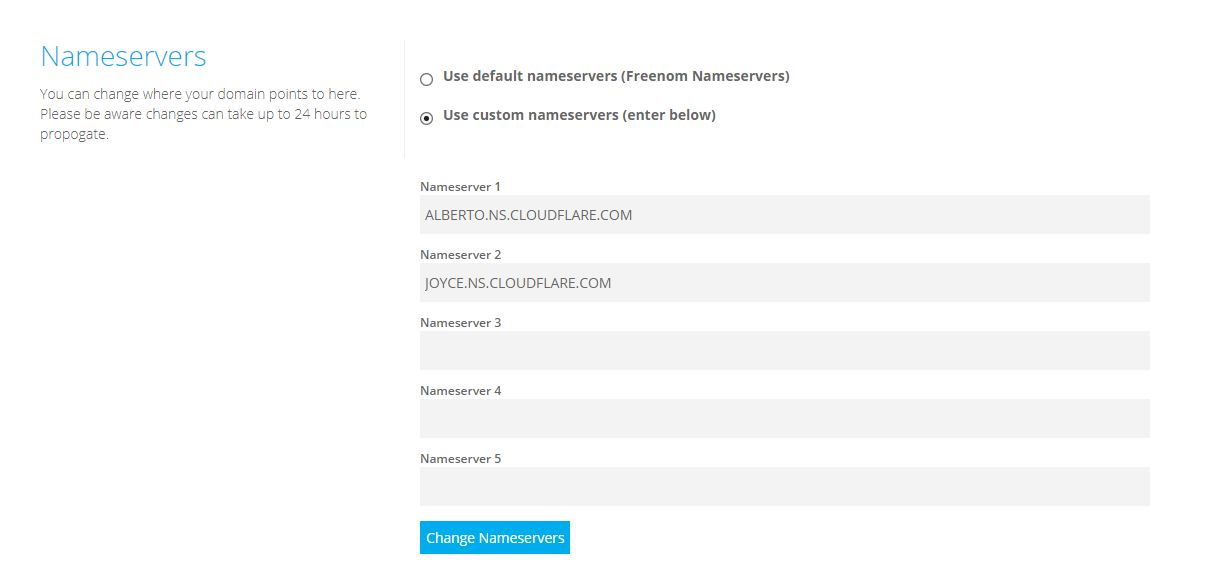 Nameservers
You can change where your domain points to here.
Please be aware changes can take up to 24 hours to
propogate.
Use default nameservers (Freenom Nameservers)
Use custom nameservers (enter below)
Nameserver 1
ALBERTO.NS.CLOUDFLARE.COM
Nameserver 2
JOYCE.NS.CLOUDFLARE.COM
Nameserver 3
Nameserver 4
Nameserver 5
Change Nameservers